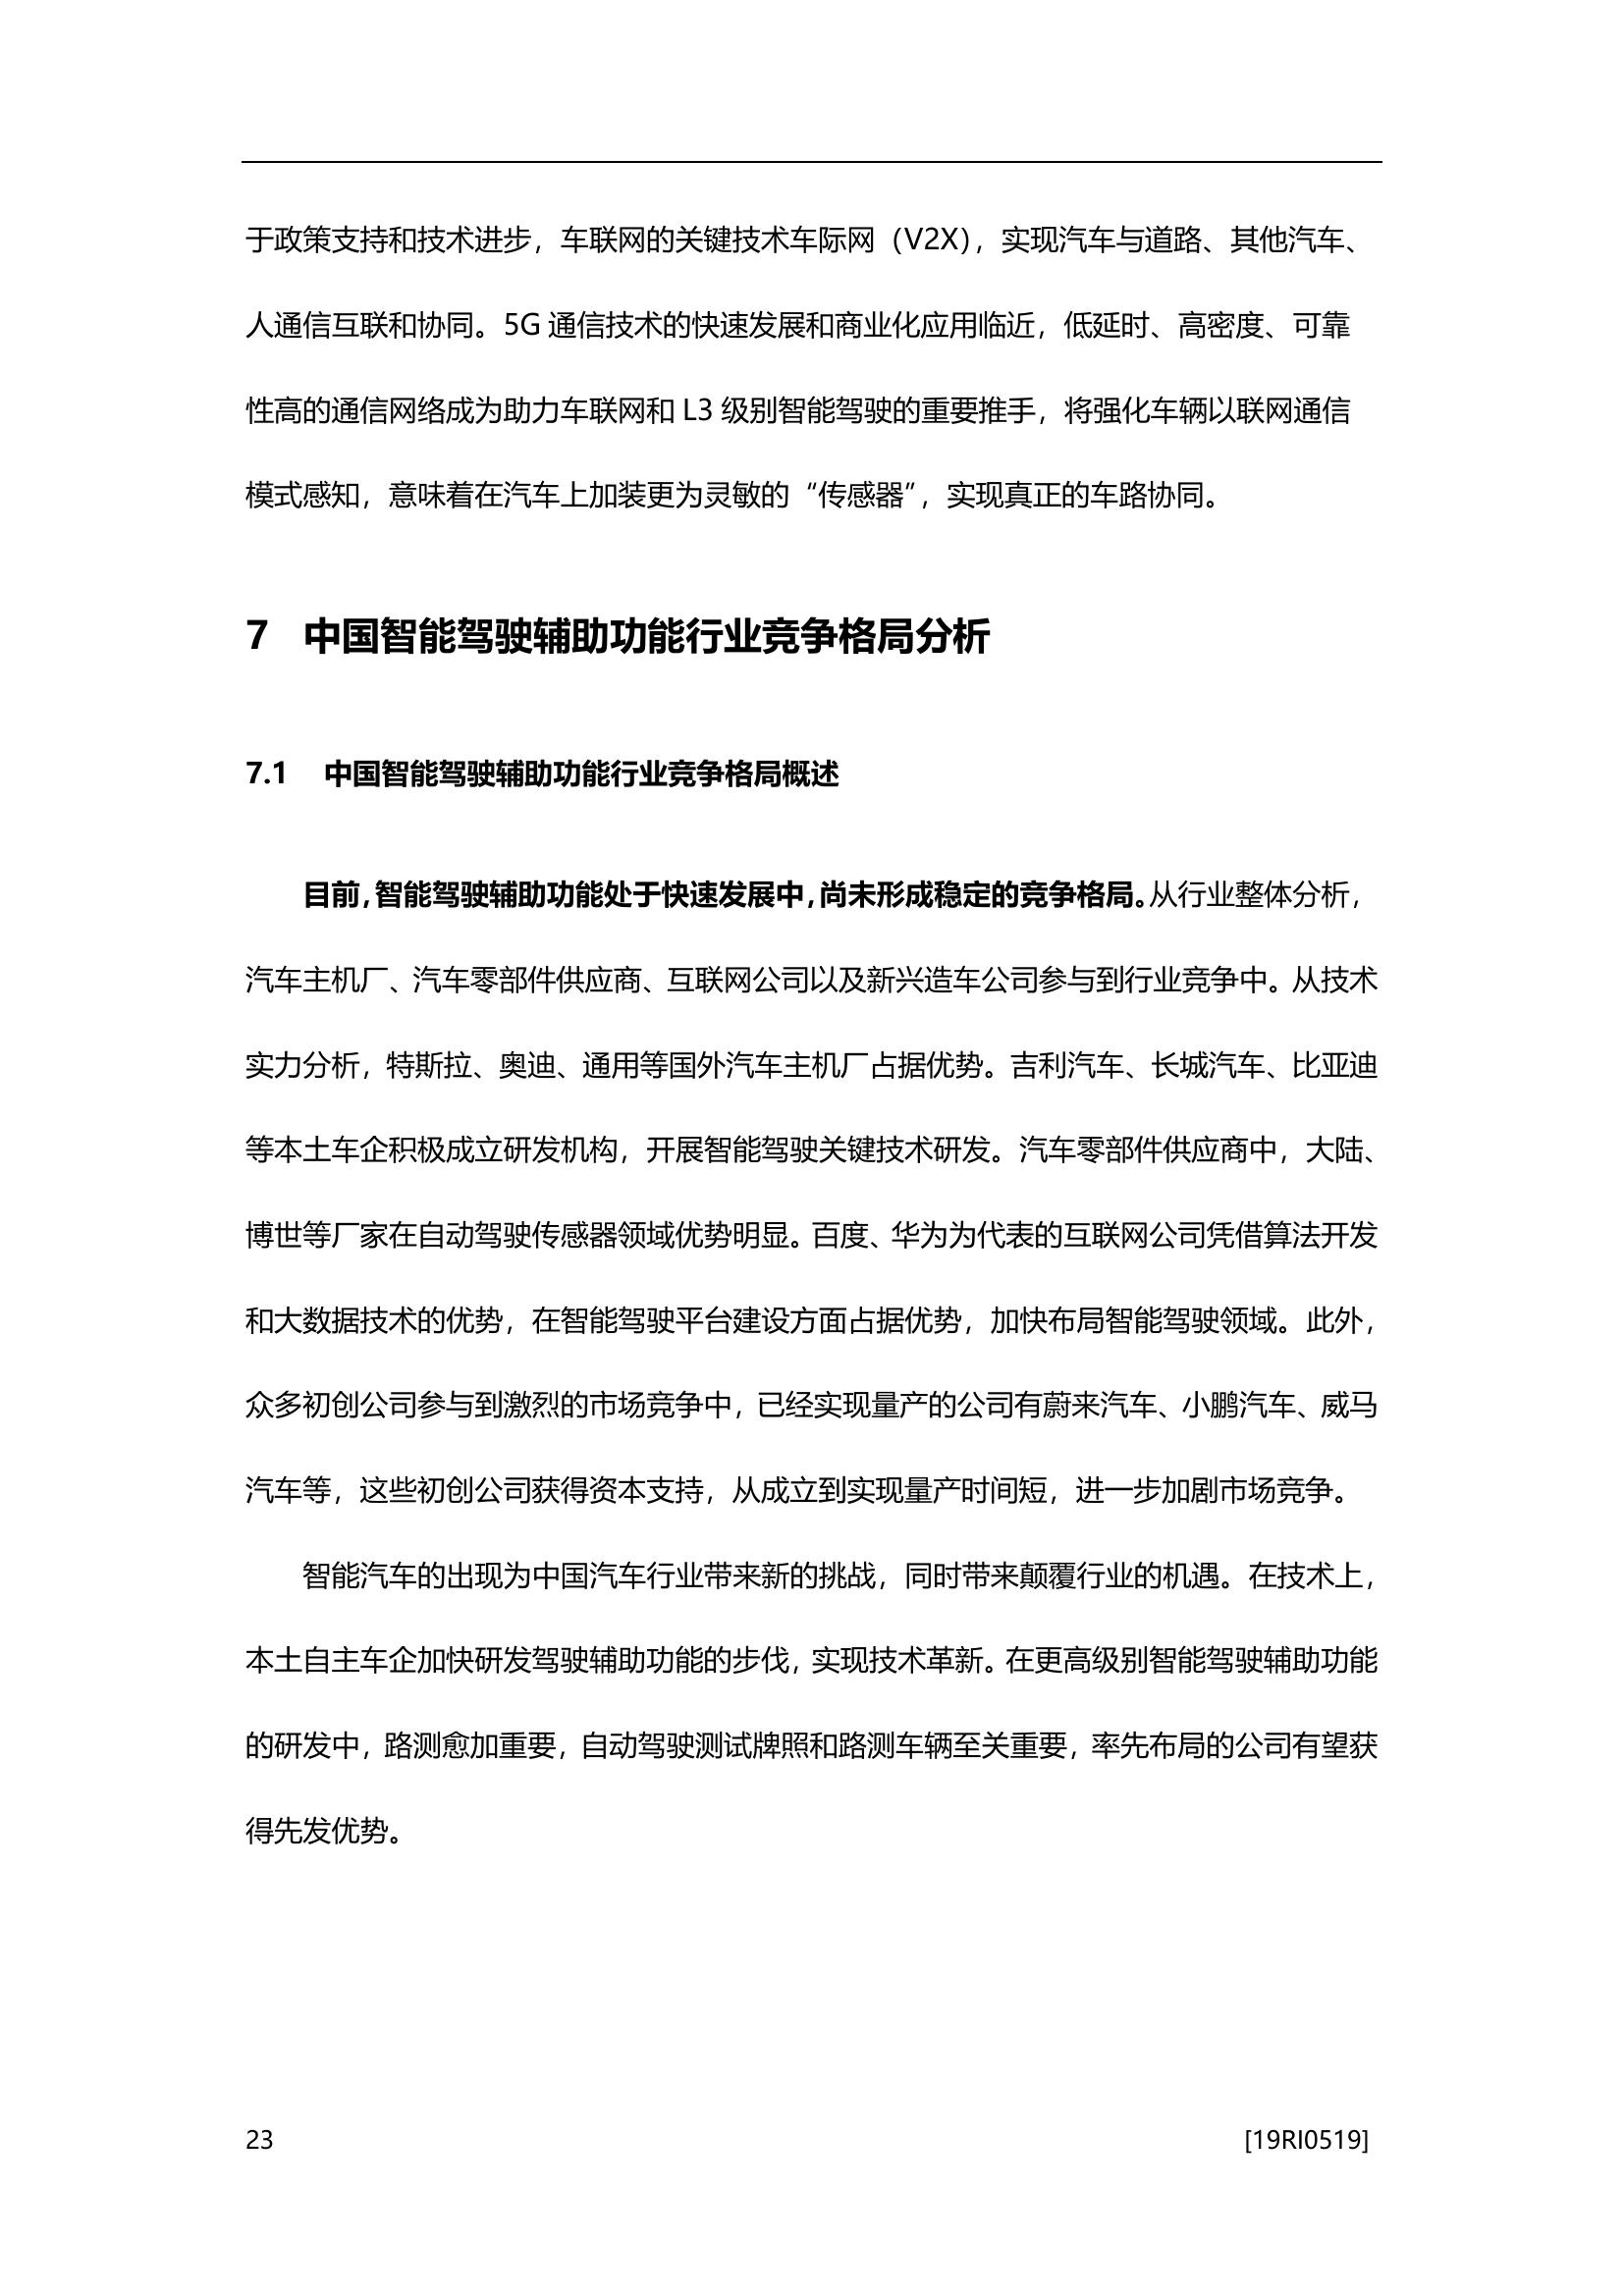 于政策支持和技术进步，车联网的关键技术车际网（V2X），实现汽车与道路、其他汽车、
人通信互联和协同。5G 通信技术的快速发展和商业化应用临近，低延时、高密度、可靠
性高的通信网络成为助力车联网和 L3 级别智能驾驶的重要推手，将强化车辆以联网通信
模式感知，意味着在汽车上加装更为灵敏的“传感器”，实现真正的车路协同。
7 中国智能驾驶辅助功能行业竞争格局分析
7.1 中国智能驾驶辅助功能行业竞争格局概述
目前，智能驾驶辅助功能处于快速发展中，尚未形成稳定的竞争格局。从行业整体分析，
汽车主机厂、汽车零部件供应商、互联网公司以及新兴造车公司参与到行业竞争中。从技术
实力分析，特斯拉、奥迪、通用等国外汽车主机厂占据优势。吉利汽车、长城汽车、比亚迪
等本土车企积极成立研发机构，开展智能驾驶关键技术研发。汽车零部件供应商中，大陆、
博世等厂家在自动驾驶传感器领域优势明显。百度、华为为代表的互联网公司凭借算法开发
和大数据技术的优势，在智能驾驶平台建设方面占据优势，加快布局智能驾驶领域。此外，
众多初创公司参与到激烈的市场竞争中，已经实现量产的公司有蔚来汽车、小鹏汽车、威马
汽车等，这些初创公司获得资本支持，从成立到实现量产时间短，进一步加剧市场竞争。
智能汽车的出现为中国汽车行业带来新的挑战，同时带来颠覆行业的机遇。在技术上，
本土自主车企加快研发驾驶辅助功能的步伐，实现技术革新。在更高级别智能驾驶辅助功能
的研发中，路测愈加重要，自动驾驶测试牌照和路测车辆至关重要，率先布局的公司有望获
得先发优势。
23 [19RI0519]